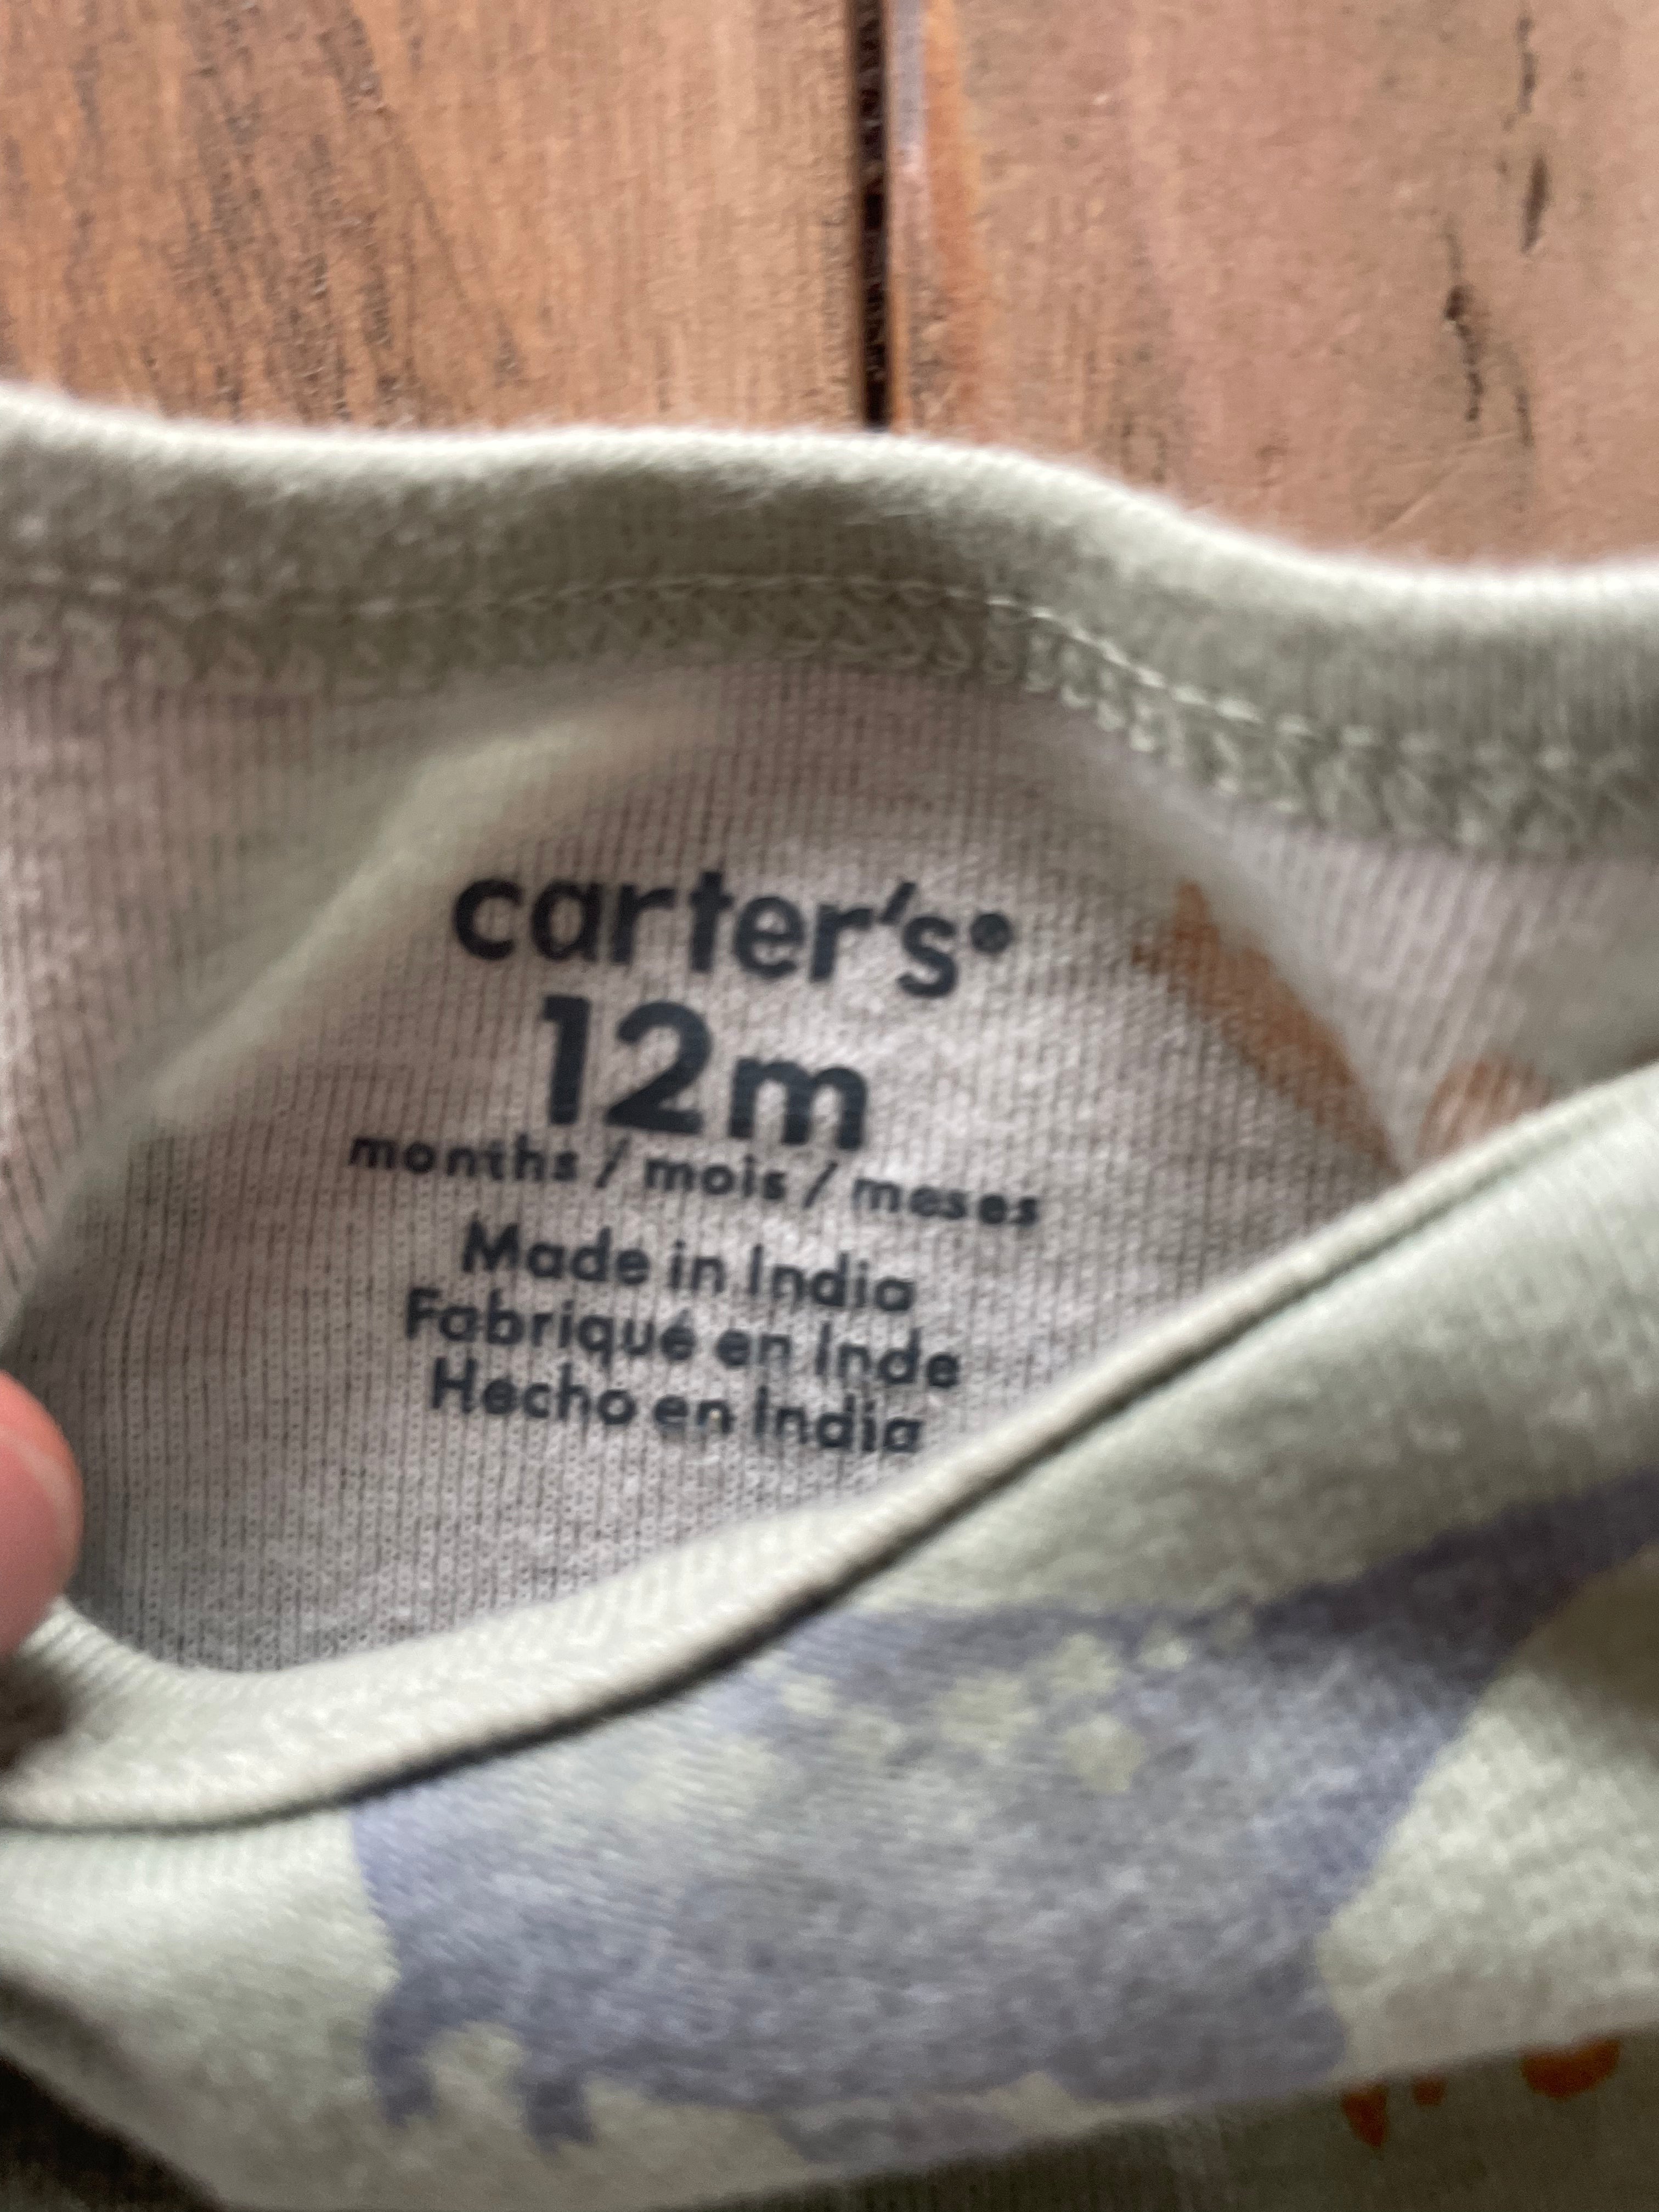 carter's®
12m
months / mois / meses
Made in India
Fabriqué en Inde
Hecho en India